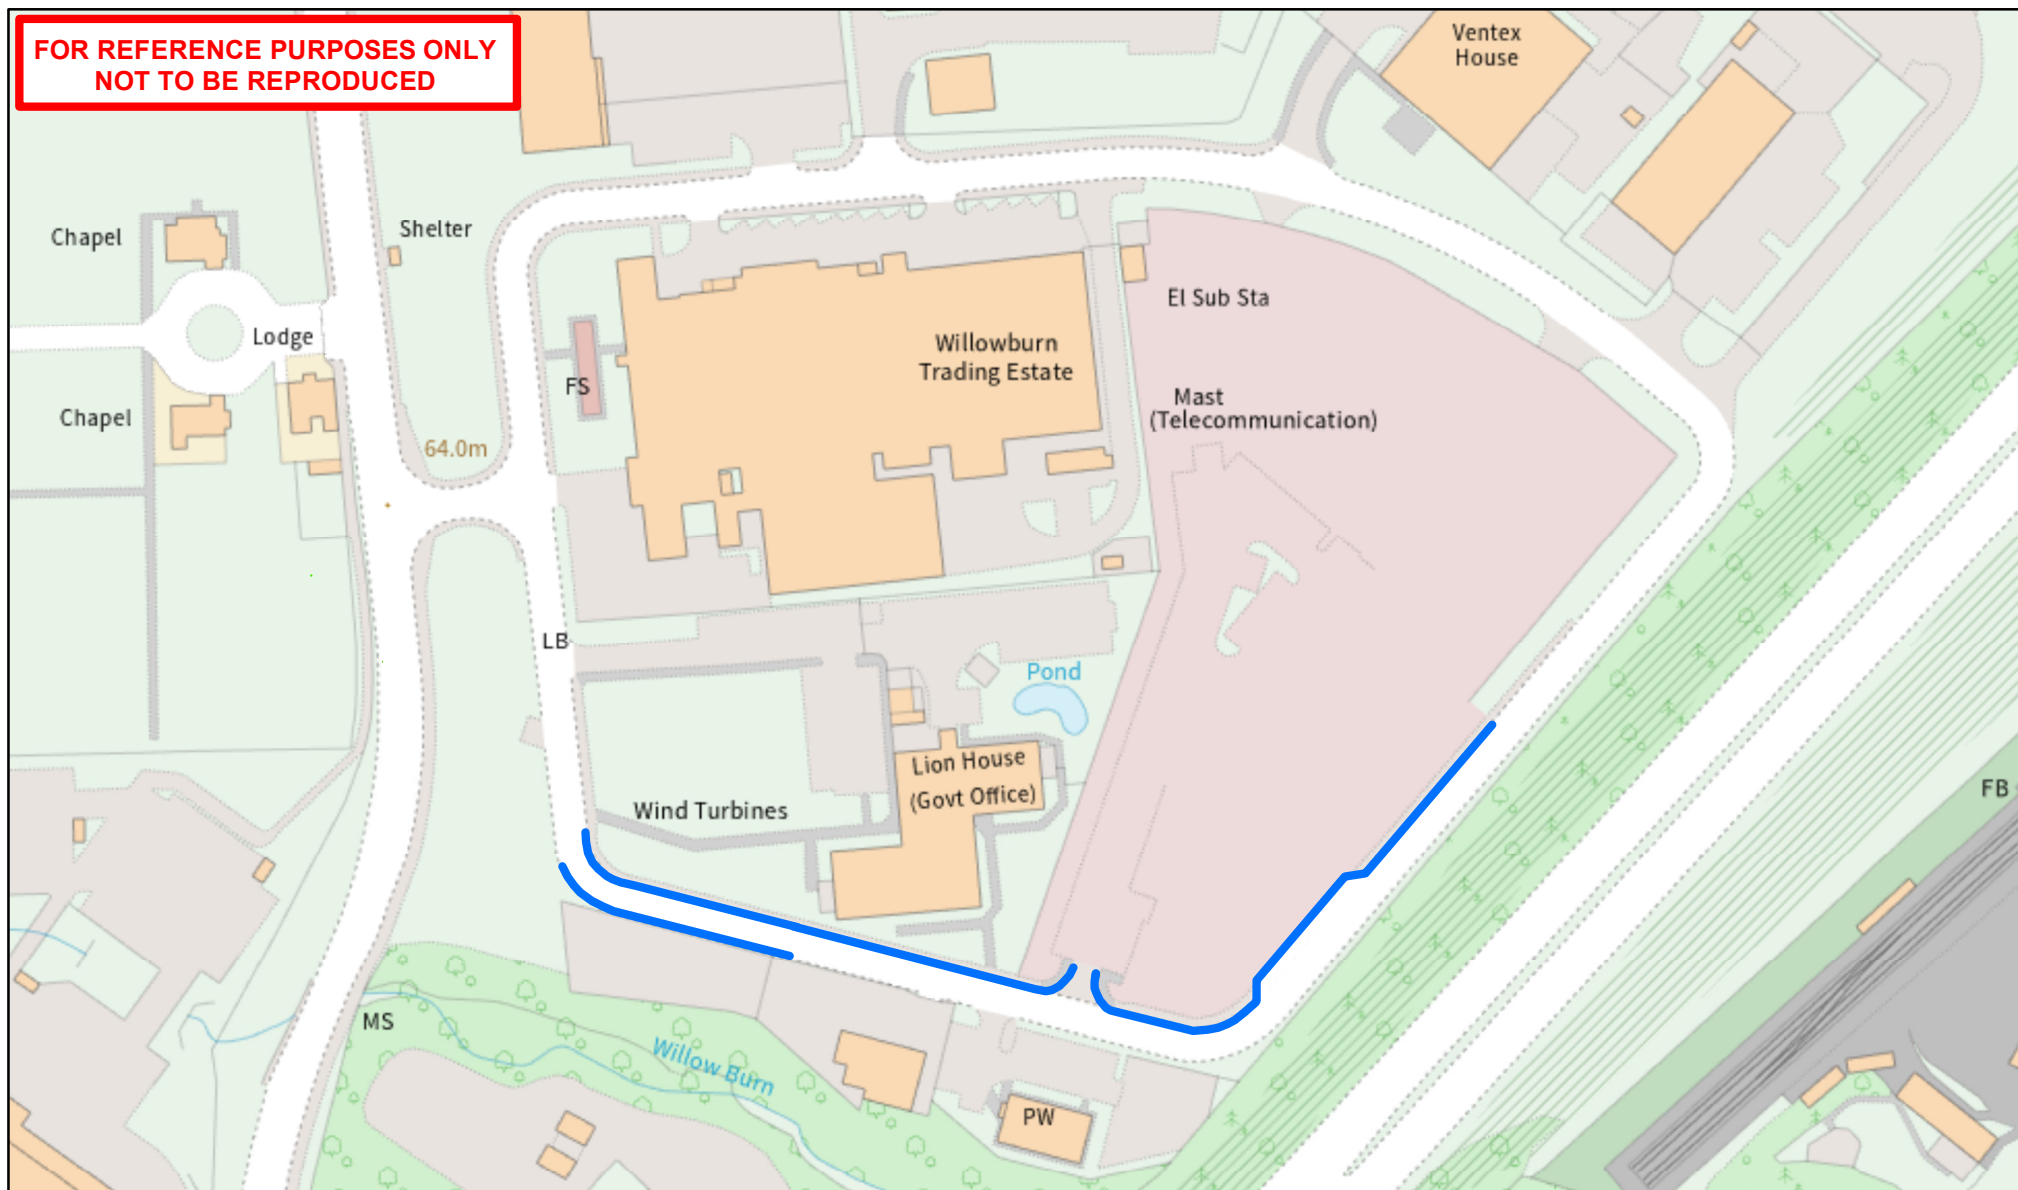 FOR REFERENCE PURPOSES ONLY
NOT TO BE REPRODUCED
Ventex
House
Chapel
Shelter
El Sub Sta
Lodge
Willowburn
Trading Estate
FS
Mast
(Telecommunication)
Chapel
64.0m
LB
Pond
Lion House
(Govt Office)
Wind Turbines
FB
MS
Willow Burn
PW